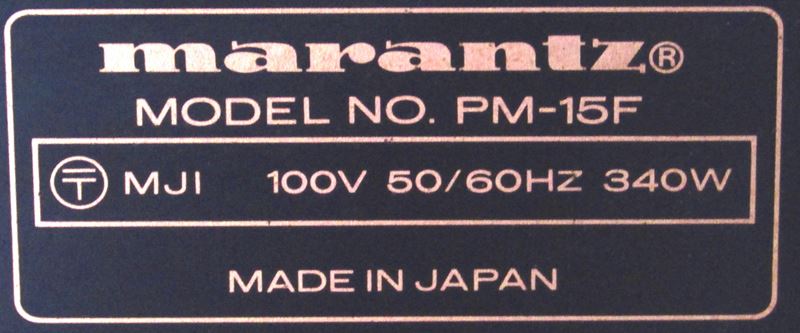 marantz®
MODEL NO. PM-15F
〒 MJI 100V 50/60HZ 340W
MADE IN JAPAN